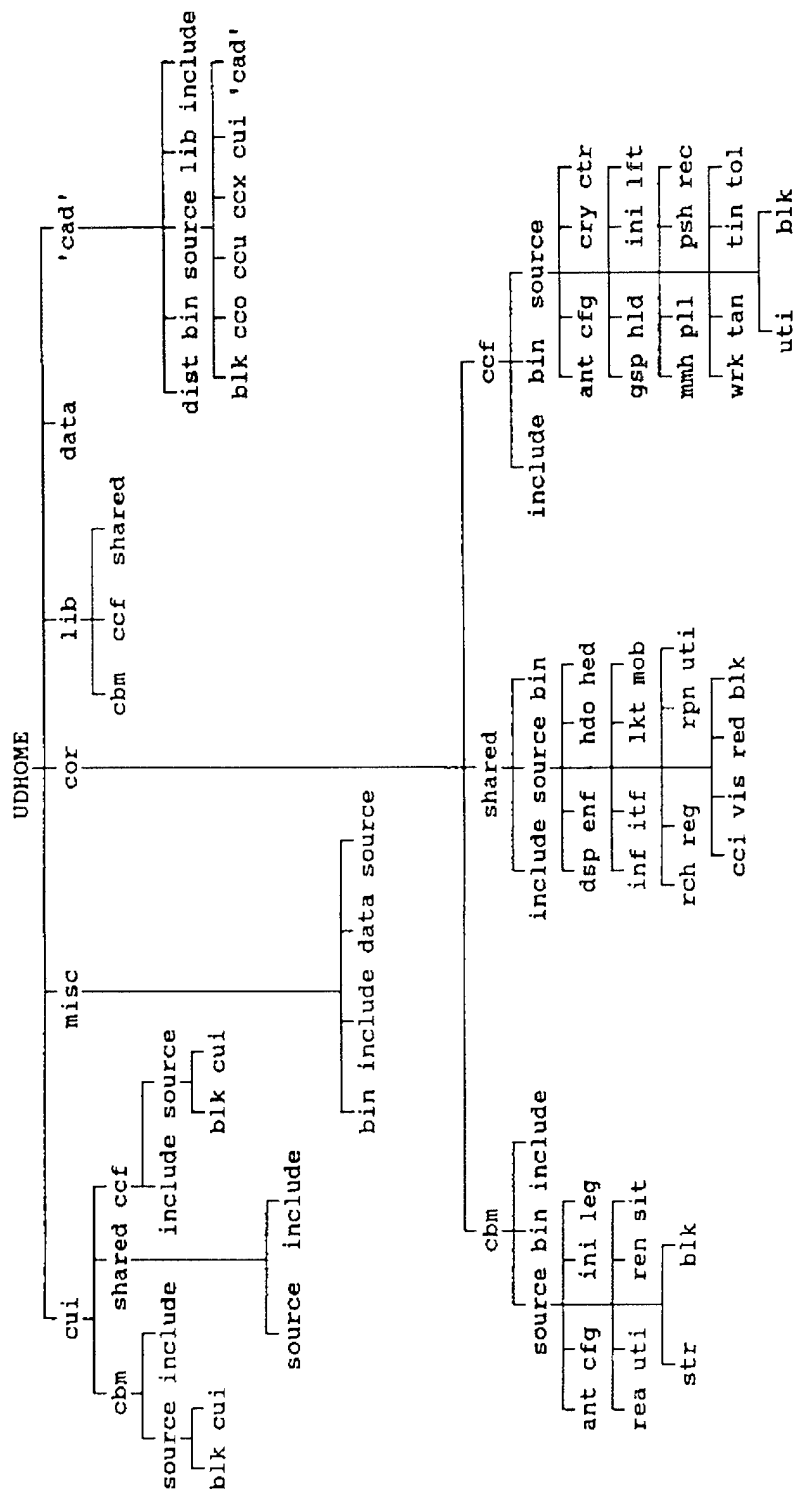 UDHOME
cui misc cor lib data 'cad'
cbm shared ccf
cbm ccf shared
source include
include source
blk cui
blk cui
source include
bin include data source
dist bin source lib include
blk cco ccu ccx cui 'cad'
cbm shared ccf
source bin include
ant cfg ini leg
rea uti ren sit
str blk
include source bin
dsp enf hdo hed
inf itf lkt mob
rch reg rpn uti
cci vis red blk
include bin source
ant cfg cry ctr
gsp hld ini lft
mmh pll psh rec
wrk tan tin tol
uti blk